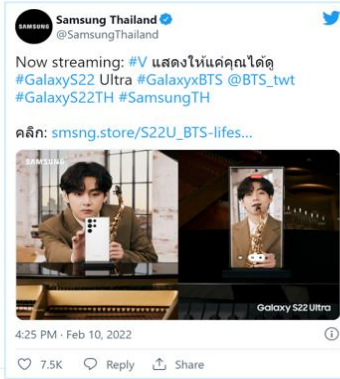 SAMSUNG
Samsung Thailand
@SamsungThailand
Now streaming: #V แสดงให้แค่คุณได้ดู
#GalaxyS22 Ultra #GalaxyxBTS @BTS_twt
#GalaxyS22TH #SamsungTH
คลิก: smsng.store/S22U_BTS-lifes...
SAMSUNG
Galaxy S22 Ultra
4:25 PM · Feb 10, 2022
7.5K Reply Share